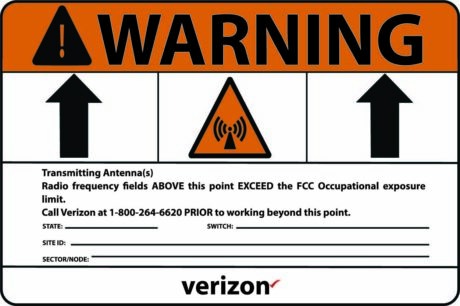 WARNING
Transmitting Antenna(s)
Radio frequency fields ABOVE this point EXCEED the FCC Occupational exposure
limit.
Call Verizon at 1-800-264-6620 PRIOR to working beyond this point.
STATE: SWITCH:
SITE ID:
SECTOR/NODE:
verizon